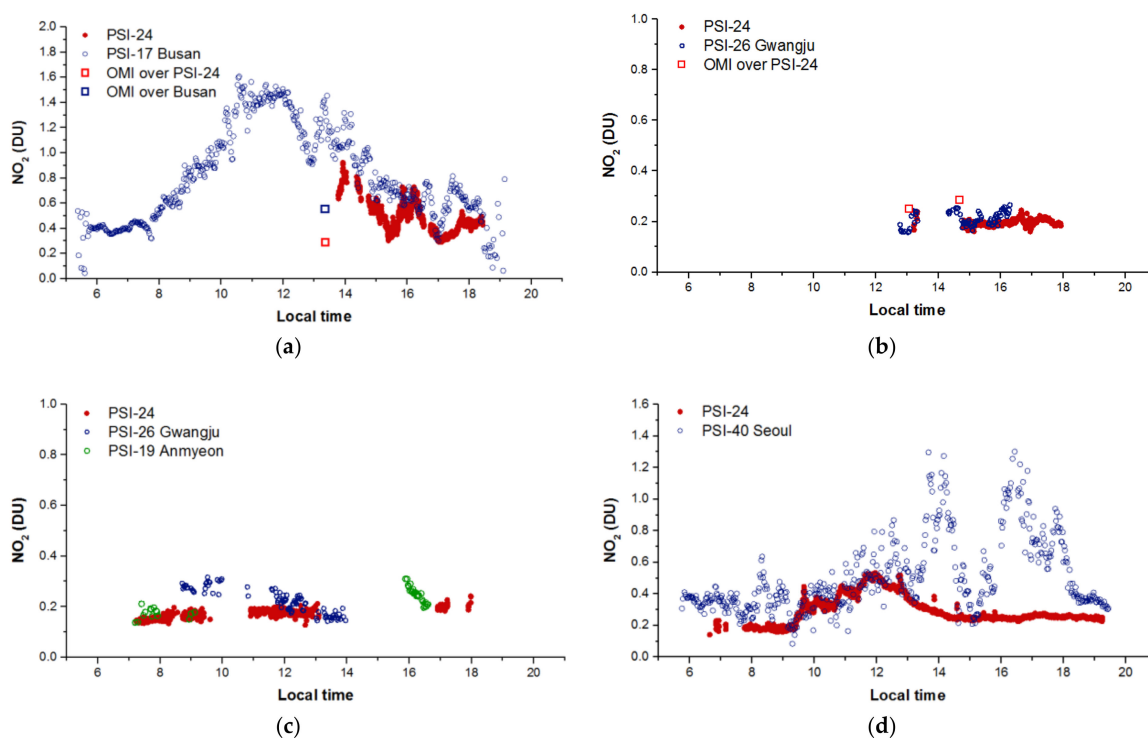 2.0
1.8
1.6
1.4
1.2
1.0
0.8
0.6
0.4
0.2
0.0
NO2 (DU)
PSI-24
PSI-17 Busan
OMI over PSI-24
OMI over Busan
6 8 10 12 14 16 18 20
Local time
(a)
1.0
0.8
0.6
0.4
0.2
0.0
NO2 (DU)
PSI-24
PSI-26 Gwangju
OMI over PSI-24
6 8 10 12 14 16 18 20
Local time
(b)
1.0
0.8
0.6
0.4
0.2
0.0
NO2 (DU)
PSI-24
PSI-26 Gwangju
PSI-19 Anmyeon
6 8 10 12 14 16 18 20
Local time
(c)
1.6
1.4
1.2
1.0
0.8
0.6
0.4
0.2
0.0
NO2 (DU)
PSI-24
PSI-40 Seoul
6 8 10 12 14 16 18 20
Local time
(d)